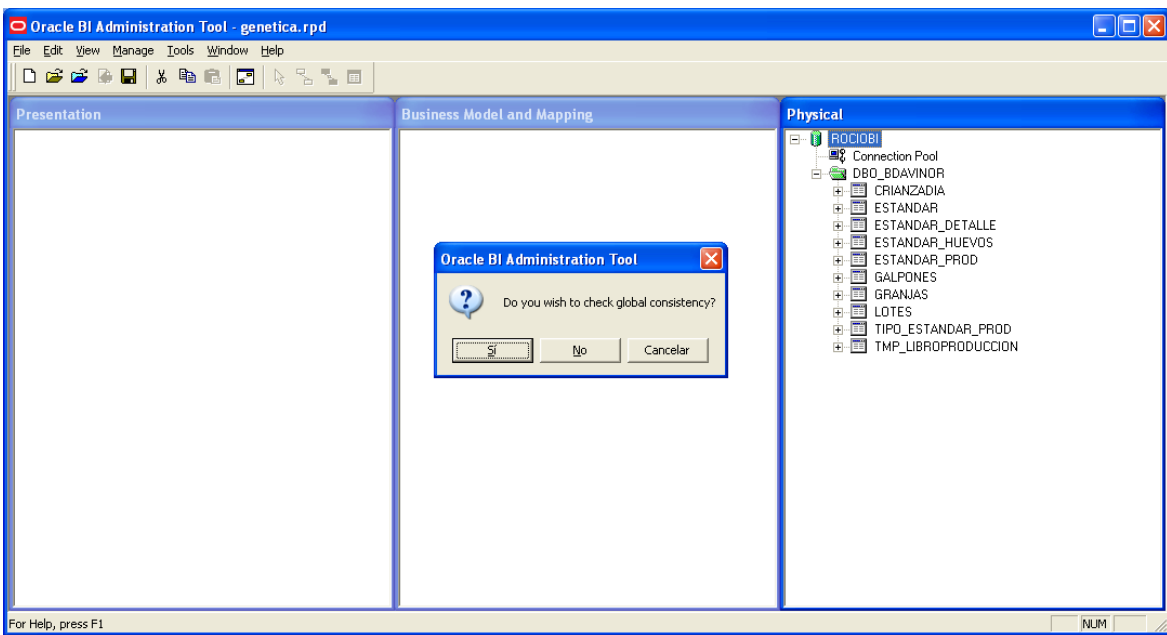 Oracle BI Administration Tool - genetica.rpd
File Edit View Manage Tools Window Help
Presentation
Business Model and Mapping
Physical
ROCIOBI
Connection Pool
DBO_BDAVINOR
CRIANZADIA
ESTANDAR
ESTANDAR_DETALLE
ESTANDAR_HUEVOS
ESTANDAR_PROD
GALPONES
GRANJAS
LOTES
TIPO_ESTANDAR_PROD
TMP_LIBROPRODUCCION
Oracle BI Administration Tool
Do you wish to check global consistency?
Sí No Cancelar
For Help, press F1 NUM